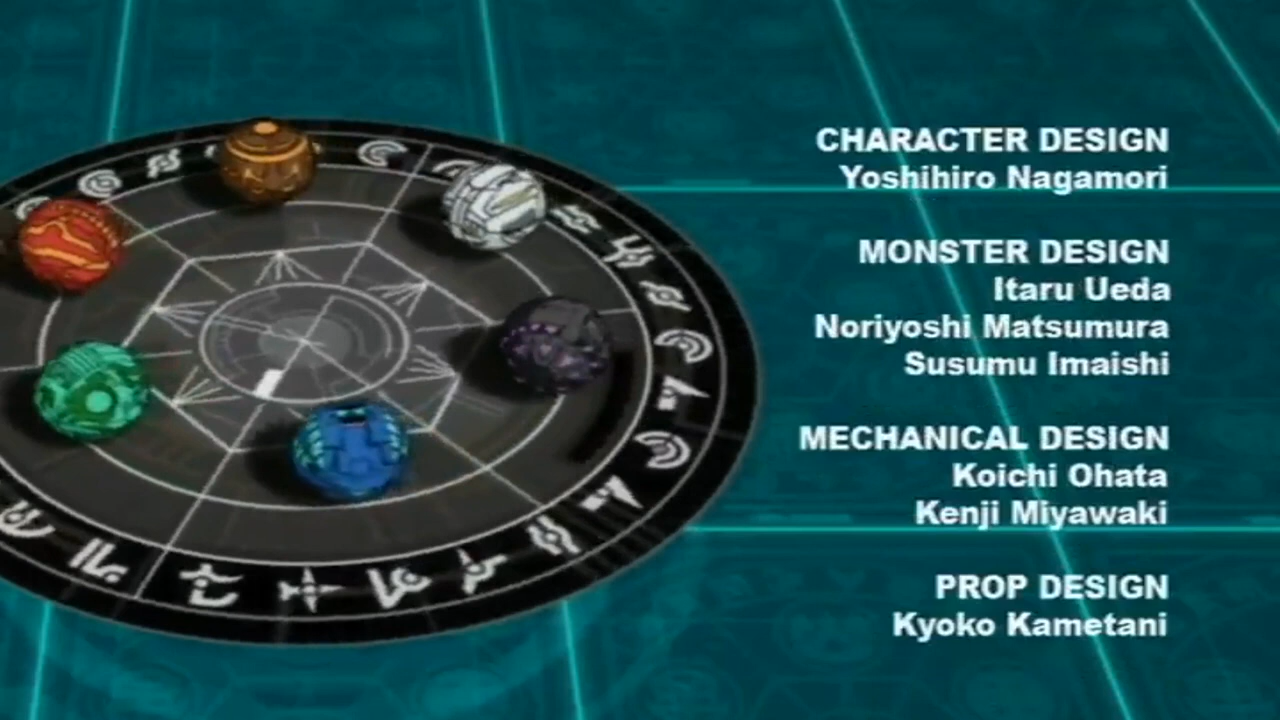 CHARACTER DESIGN
Yoshihiro Nagamori
MONSTER DESIGN
Itaru Ueda
Noriyoshi Matsumura
Susumu Imaishi
MECHANICAL DESIGN
Koichi Ohata
Kenji Miyawaki
PROP DESIGN
Kyoko Kametani